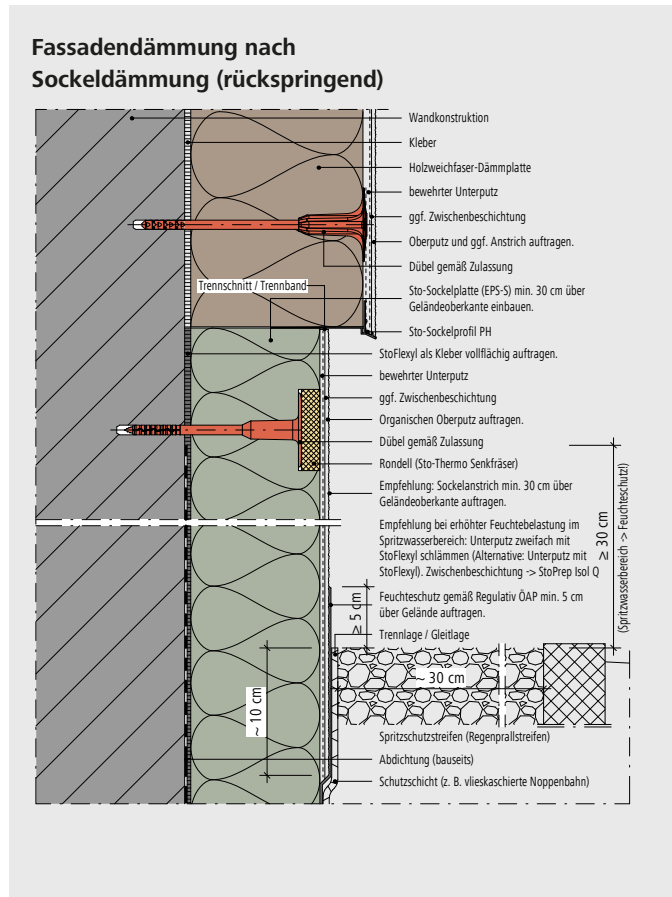 Fassadendämmung nach
Sockeldämmung (rückspringend)
Wandkonstruktion
Kleber
Holzweichfaser-Dämmplatte
bewehrter Unterputz
ggf. Zwischenbeschichtung
Oberputz und ggf. Anstrich auftragen.
Dübel gemäß Zulassung
Trennschnitt / Trennband
Sto-Sockelplatte (EPS-S) min. 30 cm über
Geländeoberkante einbauen.
Sto-Sockelprofil PH
StoFlexyl als Kleber vollflächig auftragen.
bewehrter Unterputz
ggf. Zwischenbeschichtung
Organischen Oberputz auftragen.
Dübel gemäß Zulassung
Rondell (Sto-Thermo Senkfräser)
Empfehlung: Sockelanstrich min. 30 cm über
Geländeoberkante auftragen.
Empfehlung bei erhöhter Feuchtebelastung im
Spritzwasserbereich: Unterputz zweifach mit
StoFlexyl schlämmen (Alternative: Unterputz mit
StoFlexyl). Zwischenbeschichtung -> StoPrep Isol Q
≥ 30 cm
(Spritzwasserbereich -> Feuchteschutz!)
Feuchteschutz gemäß Regulativ ÖAP min. 5 cm
über Gelände auftragen.
≥ 5 cm
Trennlage / Gleitlage
~ 30 cm
~ 10 cm
Spritzschutzstreifen (Regenprallstreifen)
Abdichtung (bauseits)
Schutzschicht (z. B. vlieskaschierte Noppenbahn)